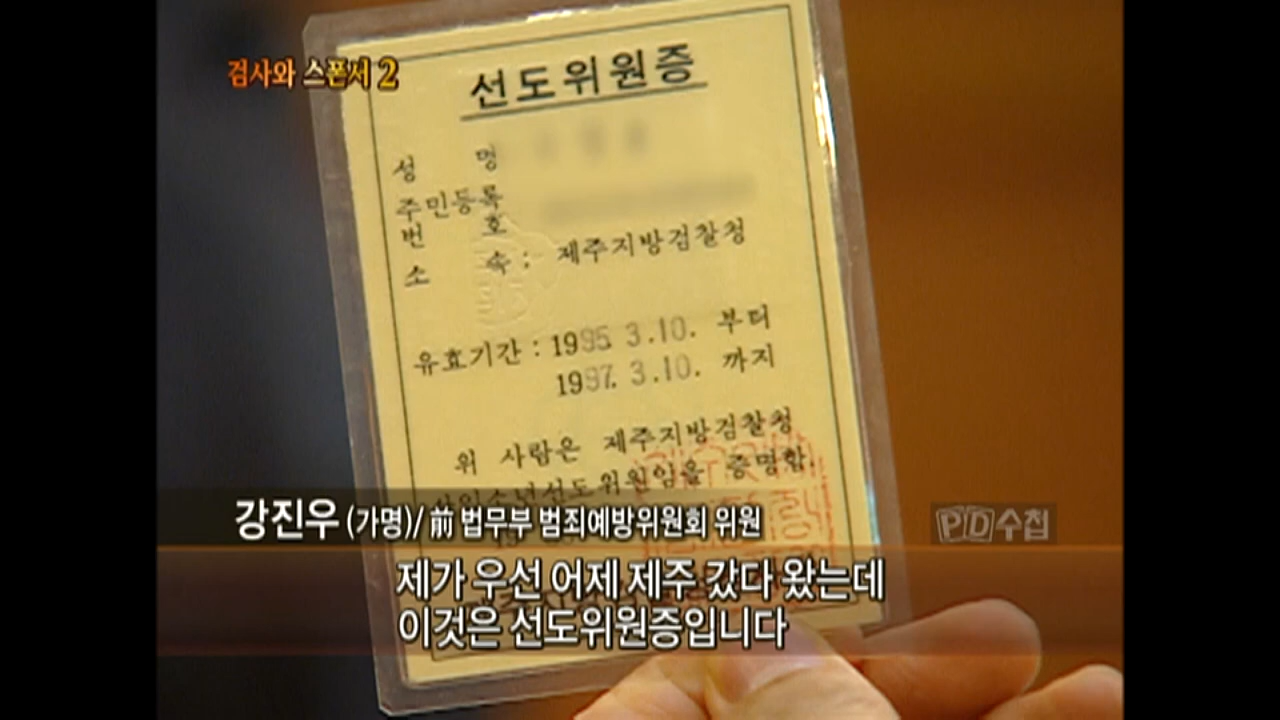 검사와 스폰서 2
선도위원증
성 명
주민등록
번 호
소 속 : 제주지방검찰청
유효기간 : 1995. 3.10. 부터
1997. 3.10. 까지
위 사람은 제주지방검찰청
선도위원임을 증명함.
강진우 (가명)/ 前 법무부 범죄예방위원회 위원
PD수첩
제가 우선 어제 제주 갔다 왔는데
이것은 선도위원증입니다